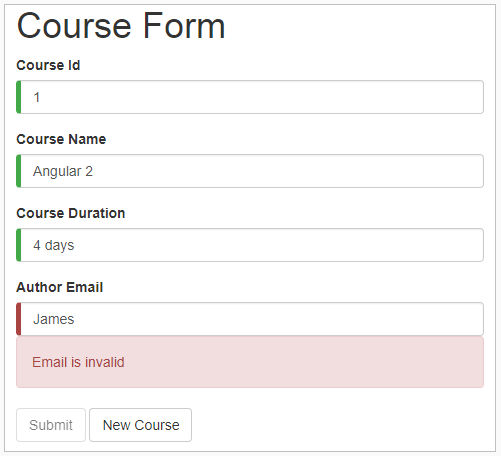 Course Form
Course Id
1
Course Name
Angular 2
Course Duration
4 days
Author Email
James
Email is invalid
Submit New Course